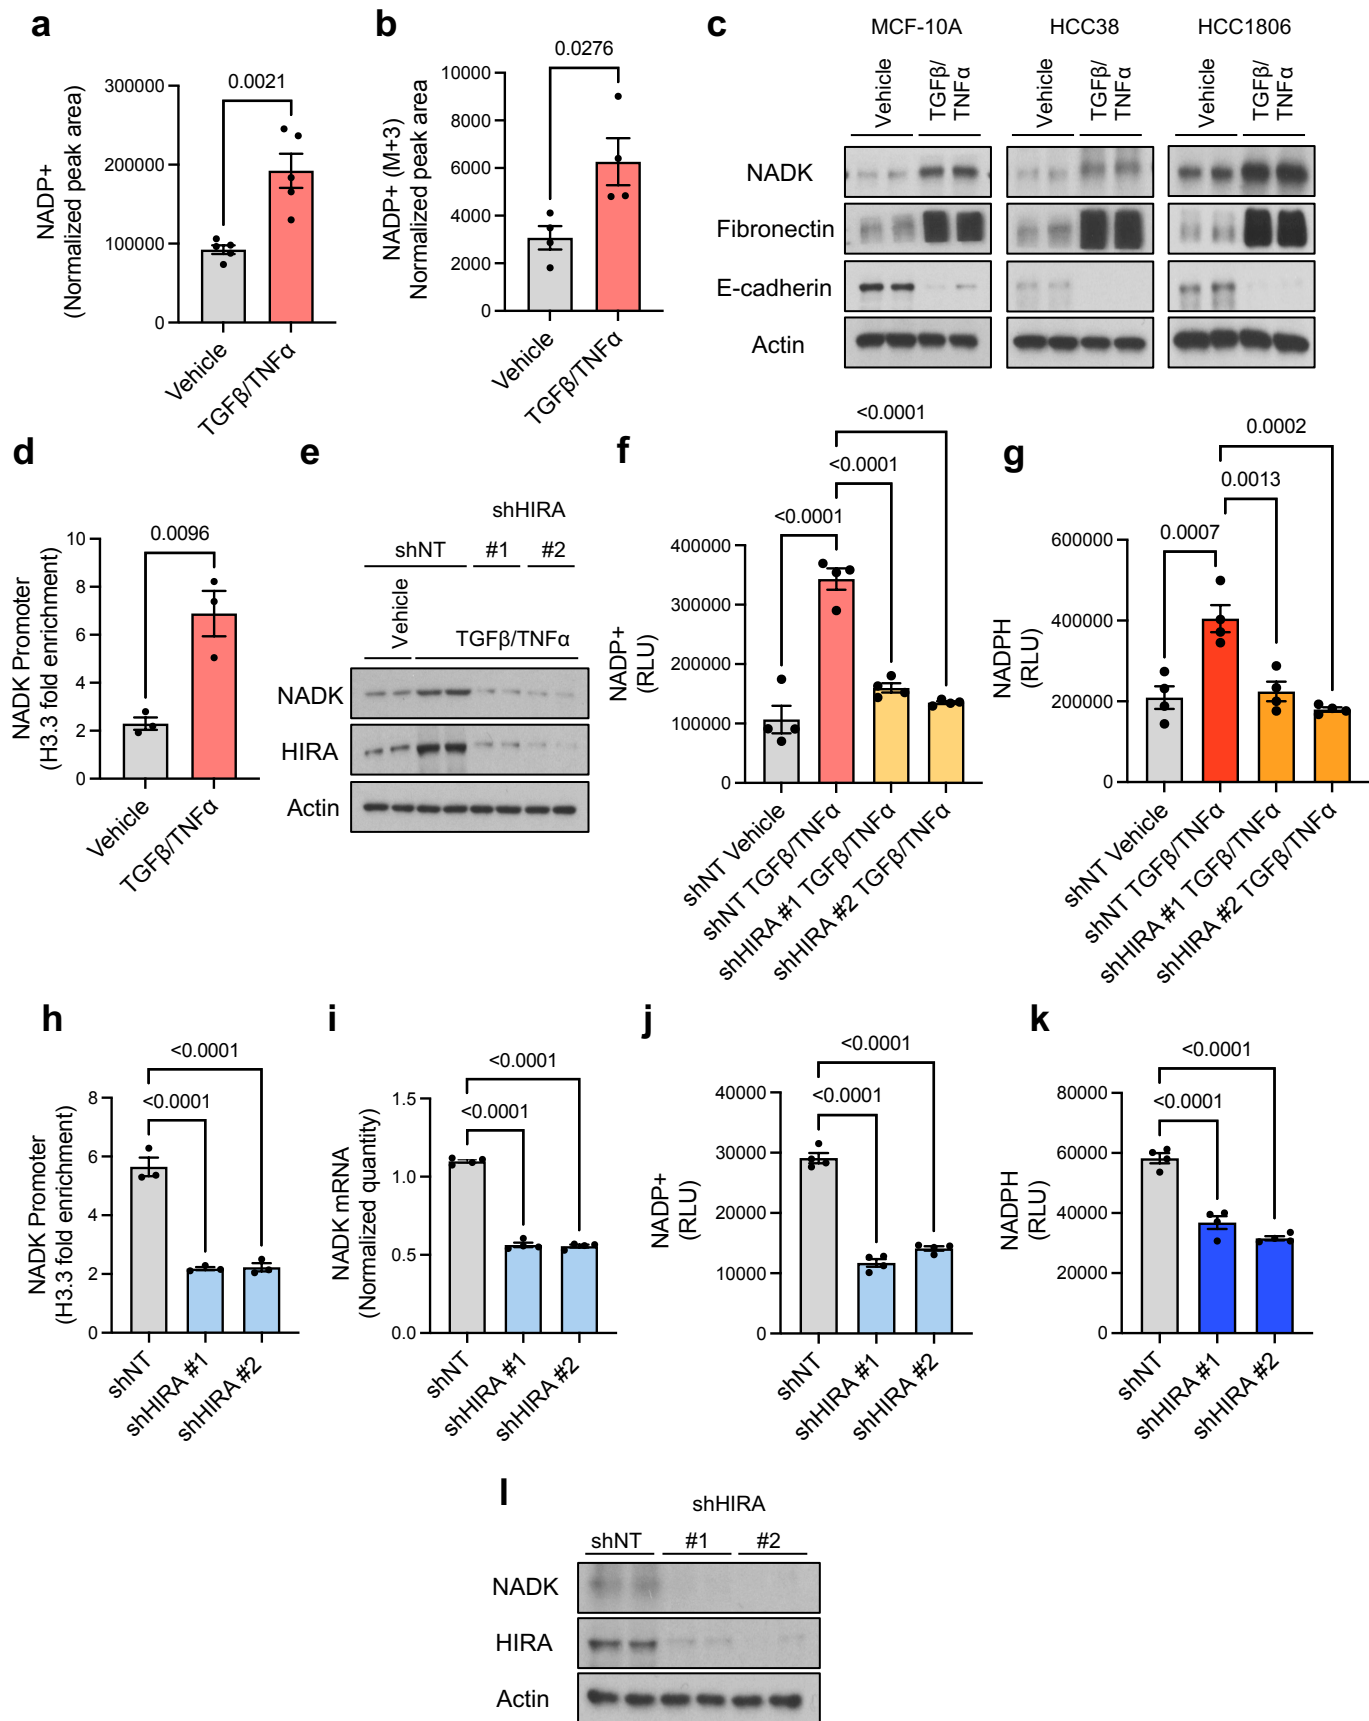 a
0.0021
NADP+
(Normalized peak area)
300000
200000
100000
0
Vehicle
TGFβ/TNFα
b
0.0276
NADP+ (M+3)
Normalized peak area
10000
8000
6000
4000
2000
0
Vehicle
TGFβ/TNFα
c
MCF-10A
HCC38
HCC1806
Vehicle
TGFβ/
TNFα
Vehicle
TGFβ/
TNFα
Vehicle
TGFβ/
TNFα
NADK
Fibronectin
E-cadherin
Actin
d
0.0096
NADK Promoter
(H3.3 fold enrichment)
10
8
6
4
2
0
Vehicle
TGFβ/TNFα
e
shHIRA
shNT
#1
#2
Vehicle
TGFβ/TNFα
NADK
HIRA
Actin
f
<0.0001
<0.0001
<0.0001
NADP+
(RLU)
400000
300000
200000
100000
0
shNT Vehicle
shNT TGFβ/TNFα
shHIRA #1 TGFβ/TNFα
shHIRA #2 TGFβ/TNFα
g
0.0002
0.0013
0.0007
NADPH
(RLU)
600000
400000
200000
0
shNT Vehicle
shNT TGFβ/TNFα
shHIRA #1 TGFβ/TNFα
shHIRA #2 TGFβ/TNFα
h
<0.0001
<0.0001
NADK Promoter
(H3.3 fold enrichment)
8
6
4
2
0
shNT
shHIRA #1
shHIRA #2
i
<0.0001
<0.0001
NADK mRNA
(Normalized quantity)
1.5
1.0
0.5
0.0
shNT
shHIRA #1
shHIRA #2
j
<0.0001
<0.0001
NADP+
(RLU)
40000
30000
20000
10000
0
shNT
shHIRA #1
shHIRA #2
k
<0.0001
<0.0001
NADPH
(RLU)
80000
60000
40000
20000
0
shNT
shHIRA #1
shHIRA #2
l
shHIRA
shNT
#1
#2
NADK
HIRA
Actin